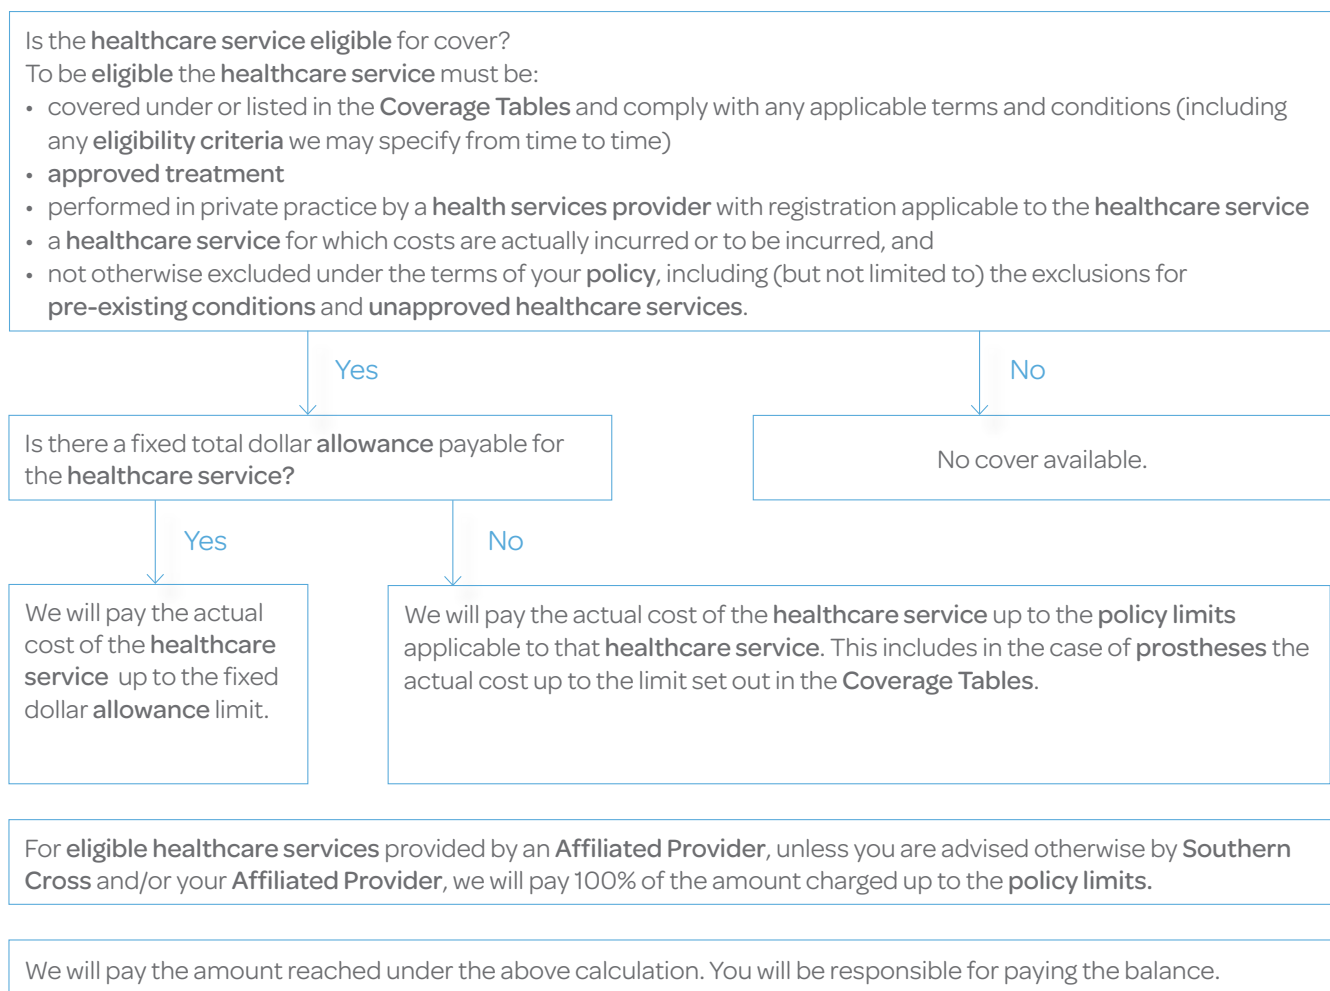 Is the healthcare service eligible for cover?
To be eligible the healthcare service must be:
• covered under or listed in the Coverage Tables and comply with any applicable terms and conditions (including
any eligibility criteria we may specify from time to time)
• approved treatment
• performed in private practice by a health services provider with registration applicable to the healthcare service
• a healthcare service for which costs are actually incurred or to be incurred, and
• not otherwise excluded under the terms of your policy, including (but not limited to) the exclusions for
pre-existing conditions and unapproved healthcare services.
Yes
No
Is there a fixed total dollar allowance payable for
the healthcare service?
No cover available.
Yes
No
We will pay the actual
cost of the healthcare
service up to the fixed
dollar allowance limit.
We will pay the actual cost of the healthcare service up to the policy limits
applicable to that healthcare service. This includes in the case of prostheses the
actual cost up to the limit set out in the Coverage Tables.
For eligible healthcare services provided by an Affiliated Provider, unless you are advised otherwise by Southern
Cross and/or your Affiliated Provider, we will pay 100% of the amount charged up to the policy limits.
We will pay the amount reached under the above calculation. You will be responsible for paying the balance.